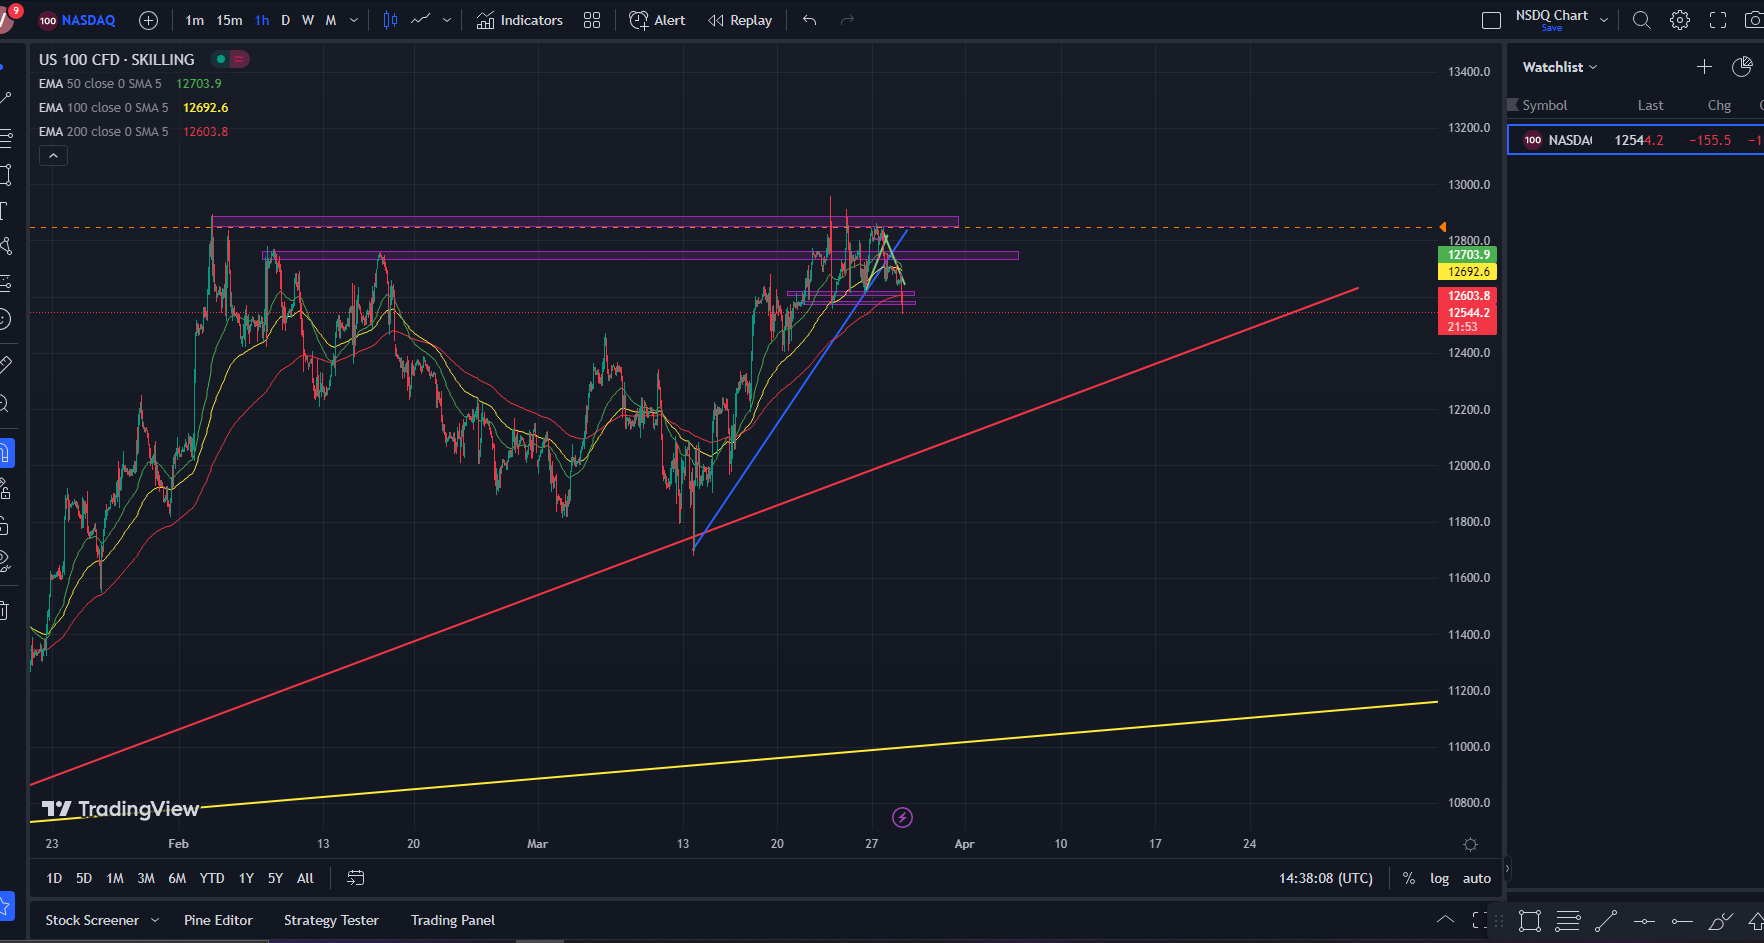 9
100 NASDAQ 1m 15m 1h D W M Indicators Alert Replay NSDQ Chart
Save
US 100 CFD · SKILLING
EMA 50 close 0 SMA 5 12703.9
EMA 100 close 0 SMA 5 12692.6
EMA 200 close 0 SMA 5 12603.8
Watchlist
Symbol Last Chg
100 NASDA 12544.2 −155.5 −1
13400.0
13200.0
13000.0
12800.0
12703.9
12692.6
12603.8
12544.2
21:53
12400.0
12200.0
12000.0
11800.0
11600.0
11400.0
11200.0
11000.0
10800.0
TradingView
23 Feb 13 20 Mar 13 20 27 Apr 10 17 24
1D 5D 1M 3M 6M YTD 1Y 5Y All 14:38:08 (UTC) % log auto
Stock Screener Pine Editor Strategy Tester Trading Panel